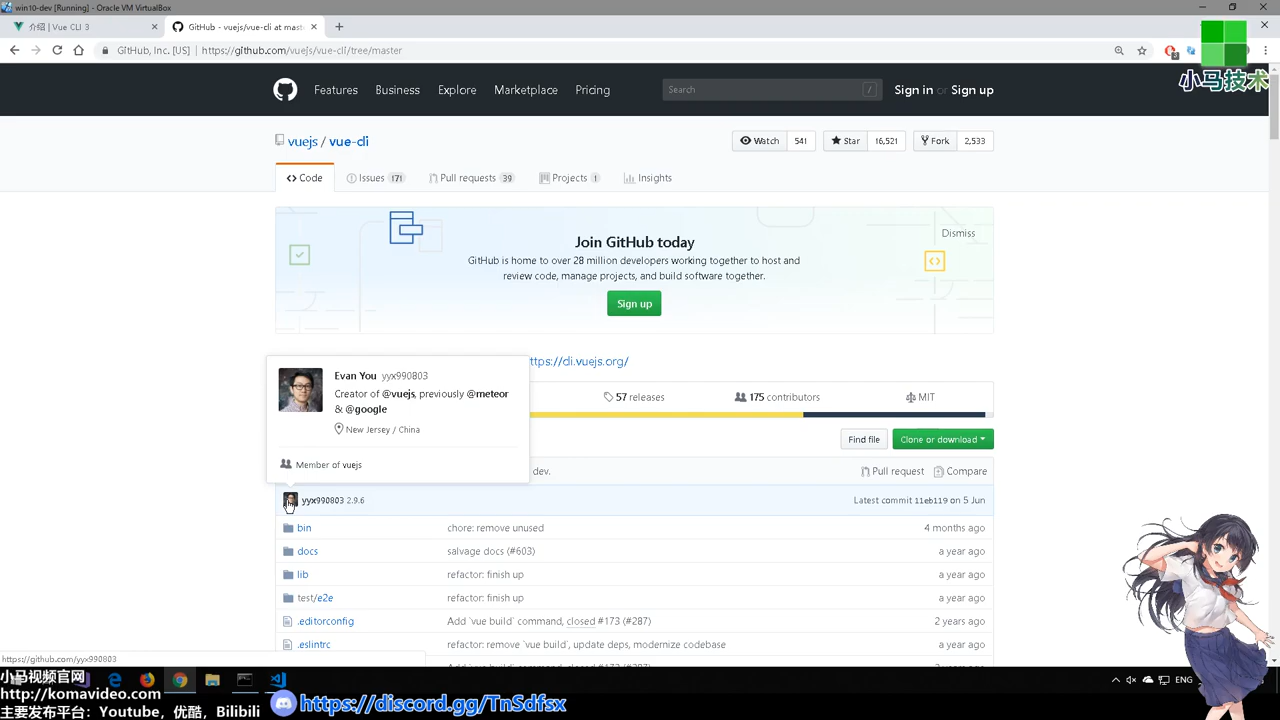 win10-dev [Running] - Oracle VM VirtualBox
介绍 | Vue CLI 3
GitHub - vuejs/vue-cli at mast
GitHub, Inc. [US] | https://github.com/vuejs/vue-cli/tree/master
小马技术
Features Business Explore Marketplace Pricing
Search /
Sign in or Sign up
vuejs / vue-cli
Watch 541
Star 16,521
Fork 2,533
Code
Issues 171
Pull requests 39
Projects 1
Insights
Join GitHub today
Dismiss
GitHub is home to over 28 million developers working together to host and
review code, manage projects, and build software together.
Sign up
ttps://cli.vuejs.org/
Evan You yyx990803
Creator of @vuejs, previously @meteor
& @google
New Jersey / China
Member of vuejs
57 releases
175 contributors
MIT
Find file
Clone or download
dev.
Pull request
Compare
yyx990803 2.9.6
Latest commit 11eb119 on 5 Jun
bin chore: remove unused 4 months ago
docs salvage docs (#603) a year ago
lib refactor: finish up a year ago
test/e2e refactor: finish up a year ago
.editorconfig Add `vue build` command, closed #173 (#287) 2 years ago
.eslintrc refactor: remove `vue build`, update deps, modernize codebase a year ago
https://github.com/yyx990803
小马视频官网
http://komavideo.com
主要发布平台：Youtube，优酷，Bilibili
https://discord.gg/TnSdfsx
ENG